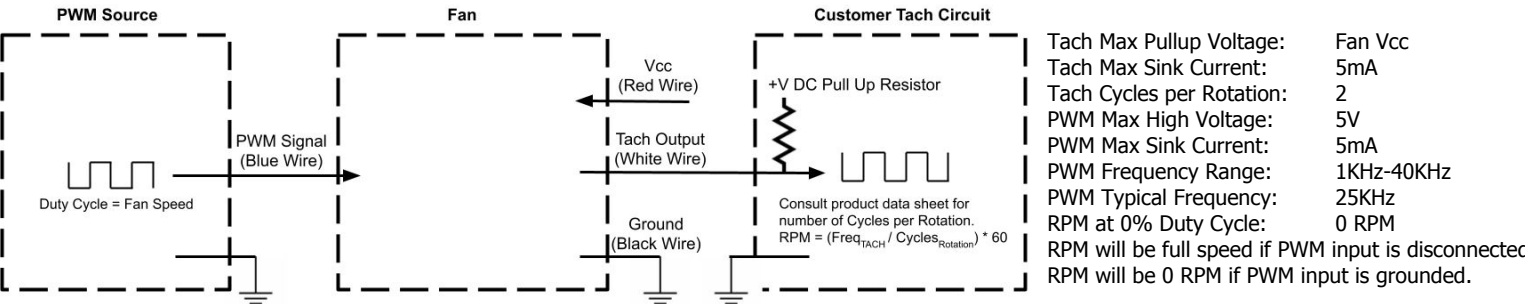 PWM Source
Fan
Customer Tach Circuit
PWM Signal
(Blue Wire)
Duty Cycle = Fan Speed
Vcc
(Red Wire)
Tach Output
(White Wire)
Ground
(Black Wire)
+V DC Pull Up Resistor
Consult product data sheet for
number of Cycles per Rotation.
RPM = (Freq_TACH / Cycles_Rotation) * 60
Tach Max Pullup Voltage: Fan Vcc
Tach Max Sink Current: 5mA
Tach Cycles per Rotation: 2
PWM Max High Voltage: 5V
PWM Max Sink Current: 5mA
PWM Frequency Range: 1KHz-40KHz
PWM Typical Frequency: 25KHz
RPM at 0% Duty Cycle: 0 RPM
RPM will be full speed if PWM input is disconnected
RPM will be 0 RPM if PWM input is grounded.